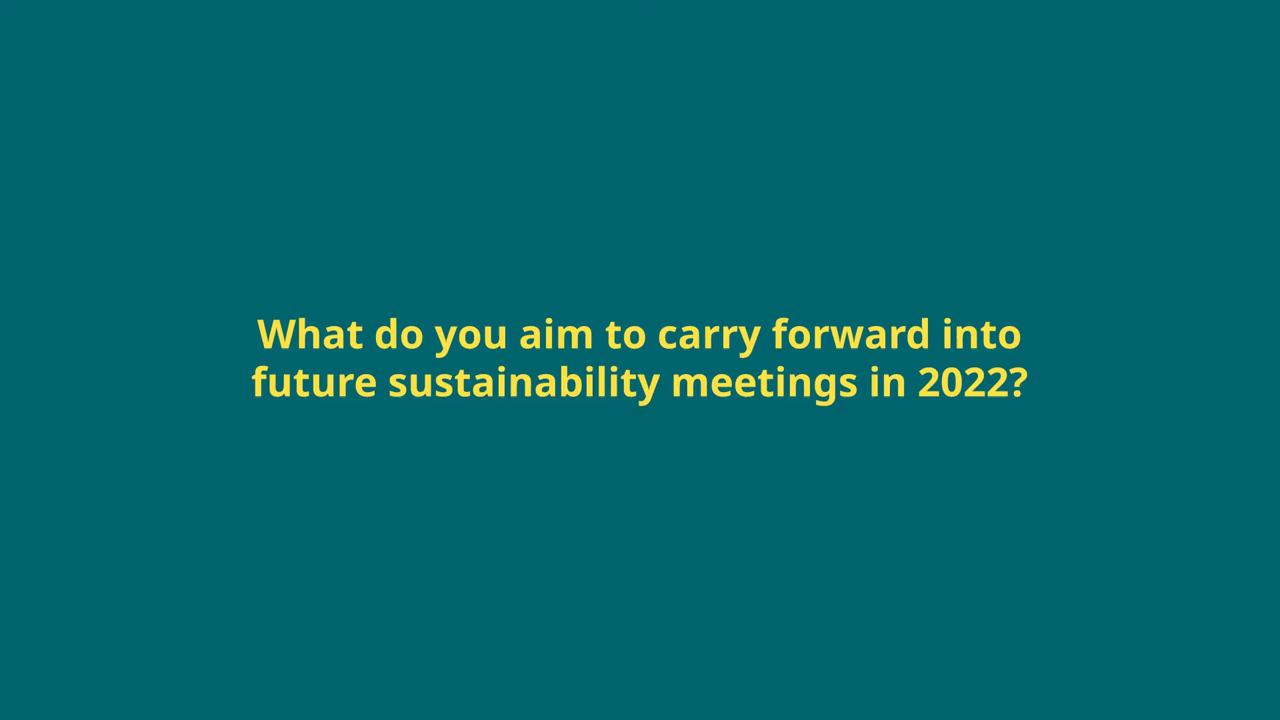 What do you aim to carry forward into
future sustainability meetings in 2022?